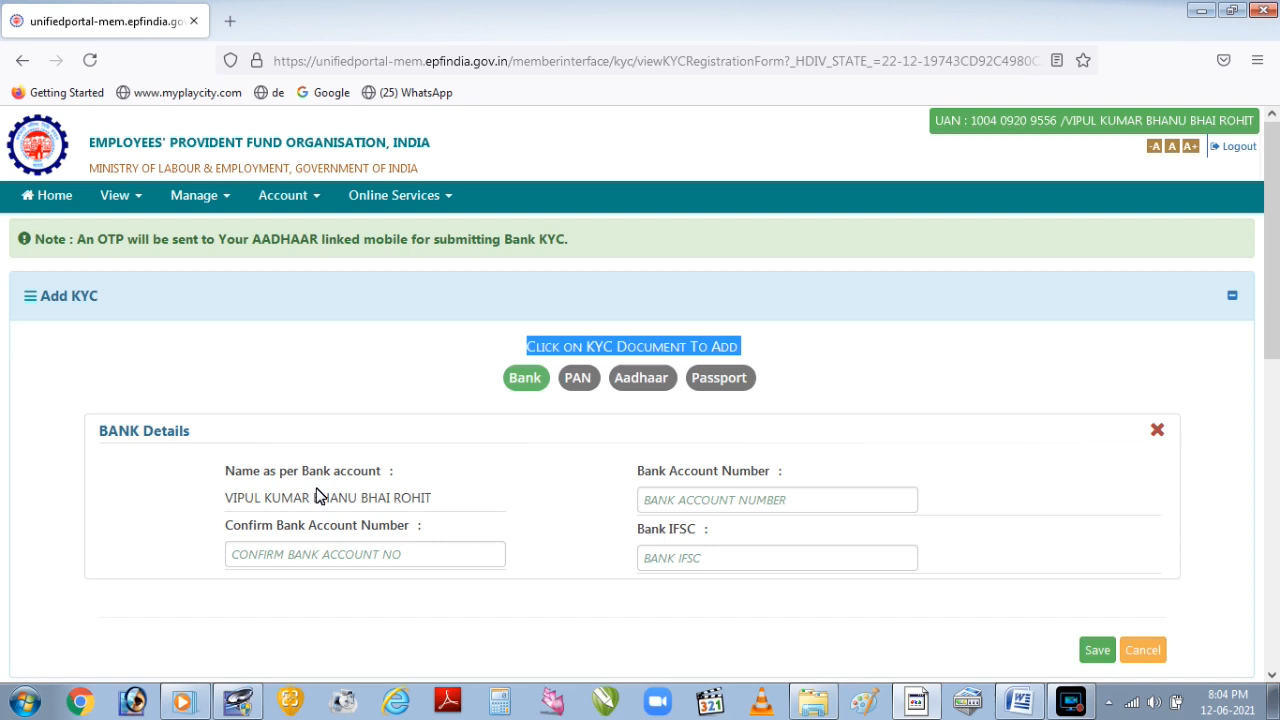 unifiedportal-mem.epfindia.go
https://unifiedportal-mem.epfindia.gov.in/memberinterface/kyc/viewKYCRegistrationForm?_HDIV_STATE_=22-12-19743CD92C4980C
Getting Started www.myplaycity.com de Google (25) WhatsApp
UAN : 1004 0920 9556 /VIPUL KUMAR BHANU BHAI ROHIT
EMPLOYEES' PROVIDENT FUND ORGANISATION, INDIA
-A A A+ Logout
MINISTRY OF LABOUR & EMPLOYMENT, GOVERNMENT OF INDIA
Home View Manage Account Online Services
Note : An OTP will be sent to Your AADHAAR linked mobile for submitting Bank KYC.
Add KYC
CLICK ON KYC DOCUMENT TO ADD
Bank PAN Aadhaar Passport
BANK Details
Name as per Bank account : Bank Account Number :
VIPUL KUMAR BHANU BHAI ROHIT BANK ACCOUNT NUMBER
Confirm Bank Account Number : Bank IFSC :
CONFIRM BANK ACCOUNT NO BANK IFSC
Save Cancel
321
8:04 PM
12-06-2021